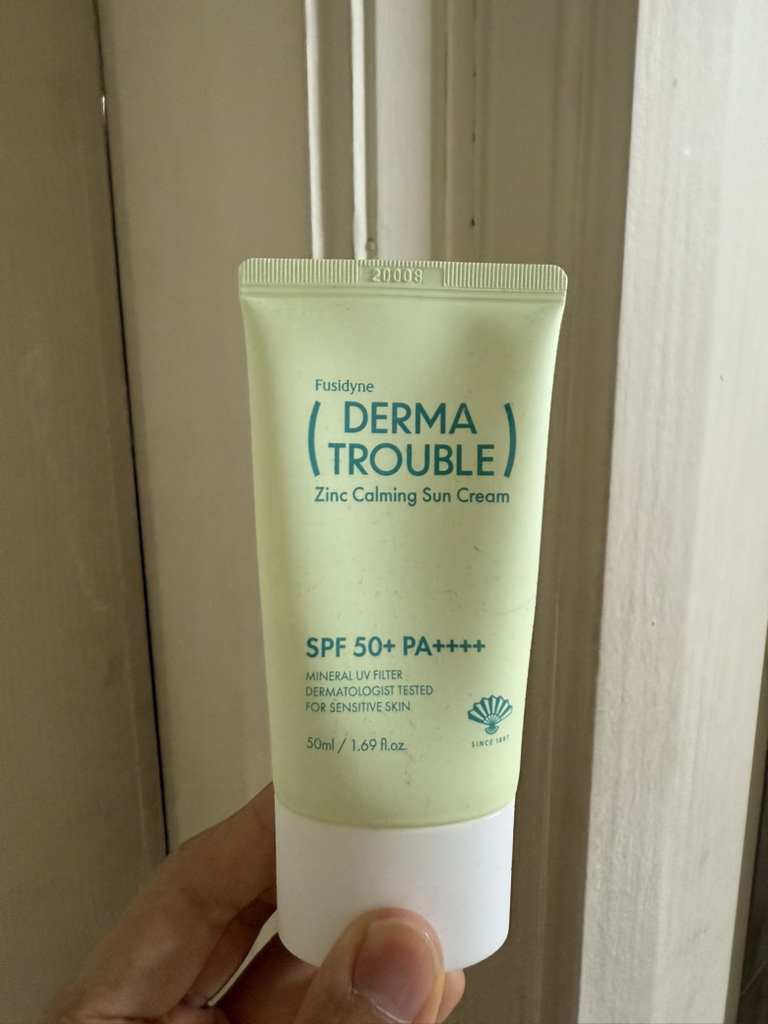 20008
Fusidyne
( DERMA
TROUBLE )
Zinc Calming Sun Cream
SPF 50+ PA++++
MINERAL UV FILTER
DERMATOLOGIST TESTED
FOR SENSITIVE SKIN
50ml / 1.69 fl.oz.
SINCE 1897